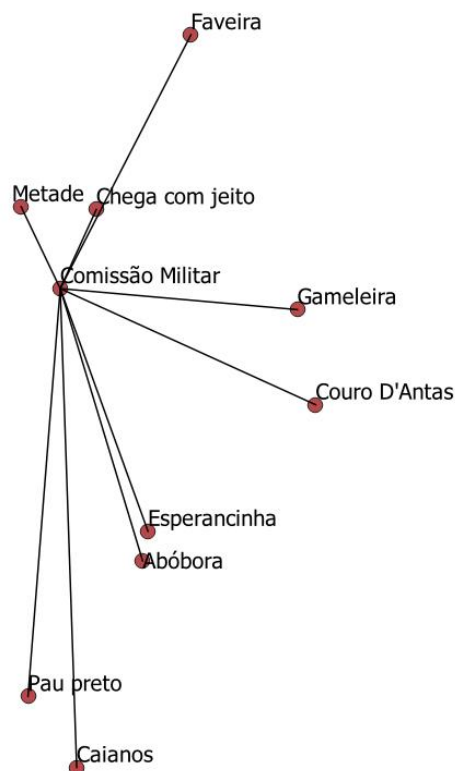 Faveira
Metade
Chega com jeito
Comissão Militar
Gameleira
Couro D'Antas
Esperancinha
Abóbora
Pau preto
Caianos